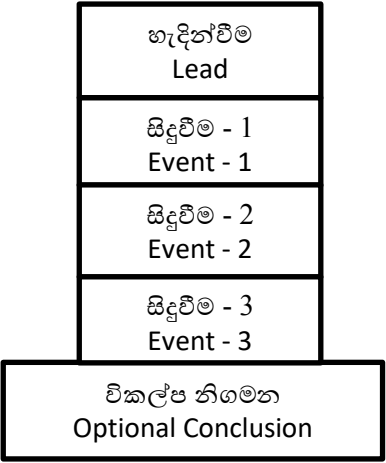 හැදින්වීම
Lead
සිදුවීම - 1
Event - 1
සිදුවීම - 2
Event - 2
සිදුවීම - 3
Event - 3
විකල්ප නිගමන
Optional Conclusion